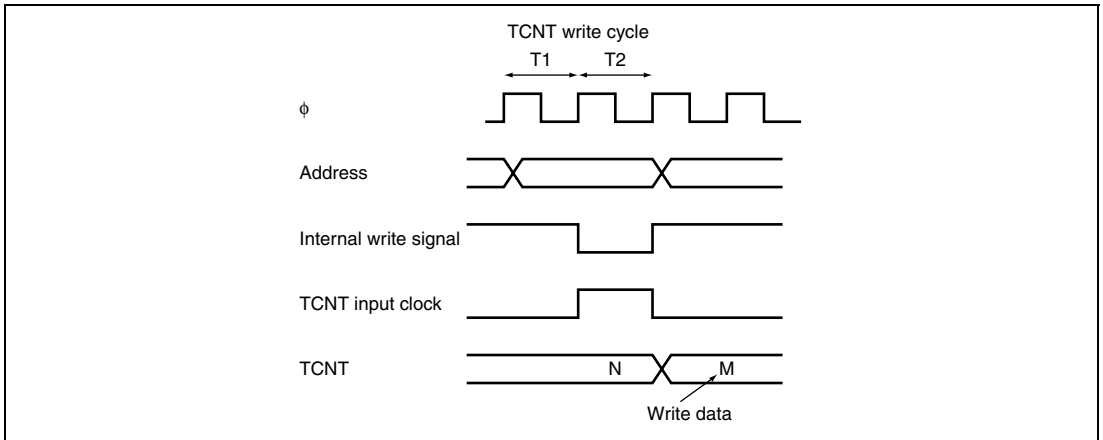 TCNT write cycle
T1 T2
ϕ
Address
Internal write signal
TCNT input clock
TCNT N M
Write data